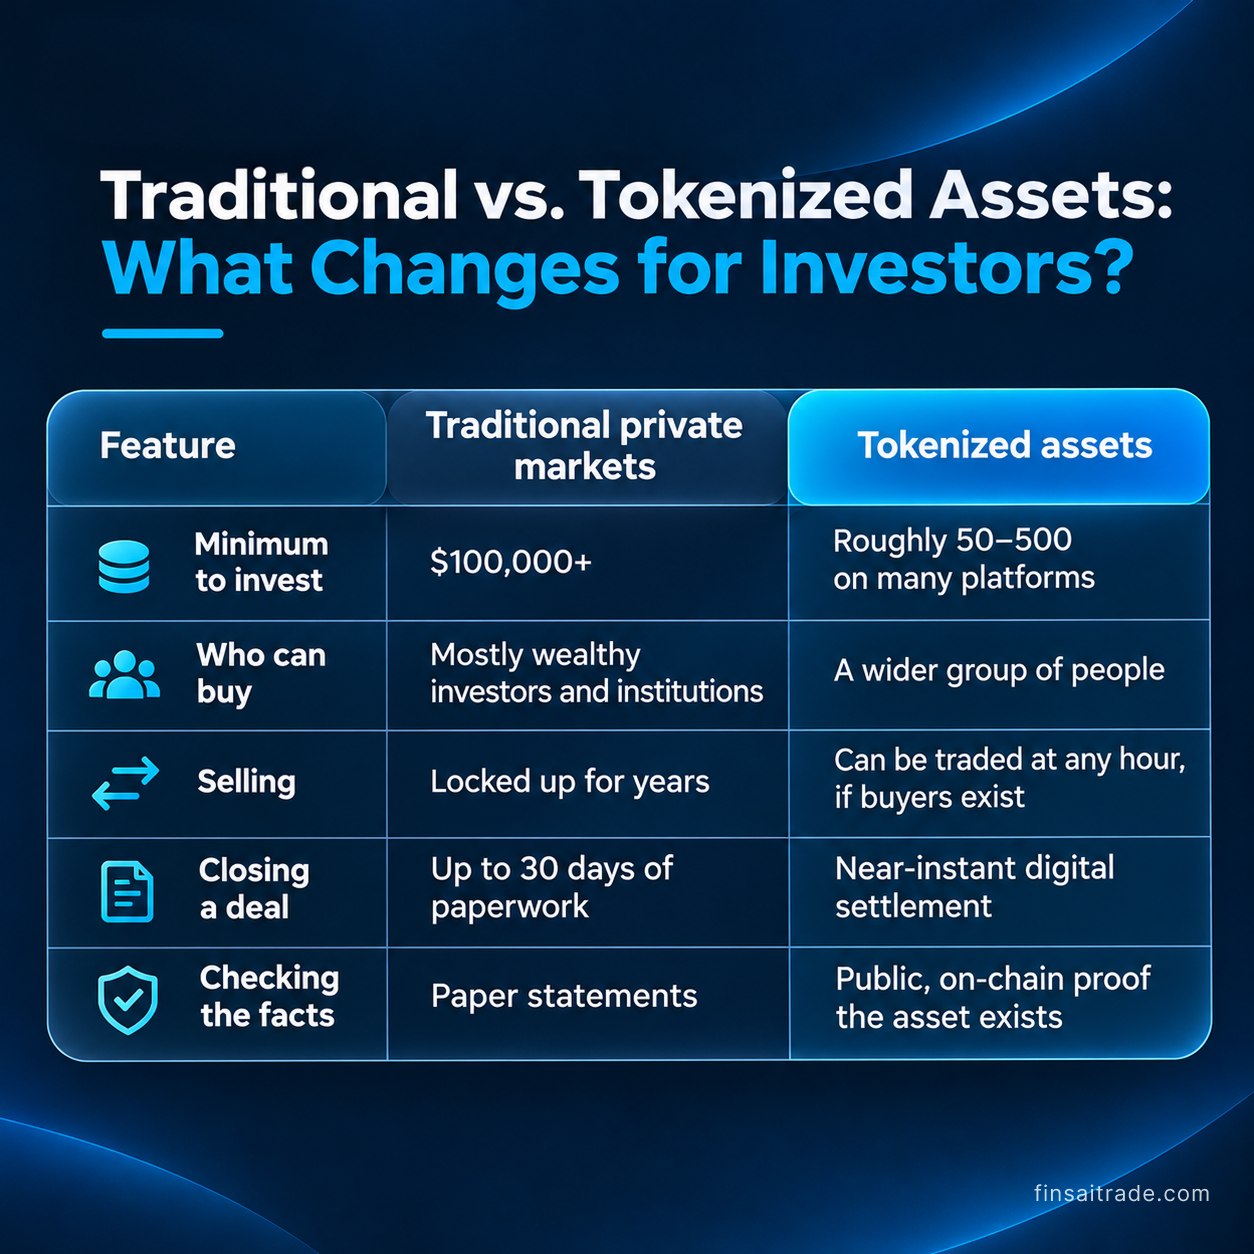 Traditional vs. Tokenized Assets:
What Changes for Investors?
Feature
Traditional private
markets
Tokenized assets
Minimum
to invest
$100,000+
Roughly 50–500
on many platforms
Who can
buy
Mostly wealthy
investors and institutions
A wider group of people
Selling
Locked up for years
Can be traded at any hour,
if buyers exist
Closing
a deal
Up to 30 days of
paperwork
Near-instant digital
settlement
Checking
the facts
Paper statements
Public, on-chain proof
the asset exists
finsaitrade.com